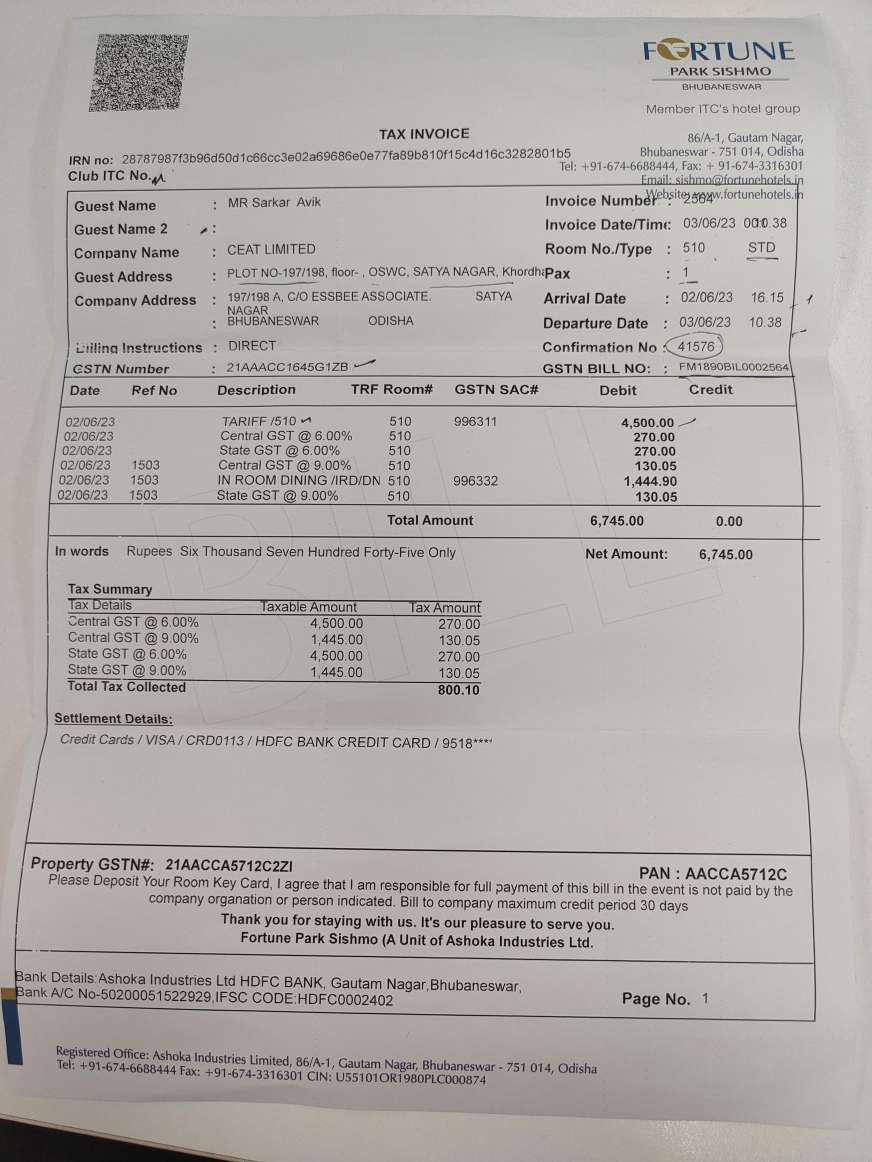 FORTUNE
PARK SISHMO
BHUBANESWAR
Member ITC's hotel group
TAX INVOICE
86/A-1, Gautam Nagar,
Bhubaneswar - 751 014, Odisha
IRN no: 28787987f3b96d50d1c66cc3e02a69686e0e77fa89b810f15c4d16c3282801b5
Tel: +91-674-6688444, Fax: + 91-674-3316301
Club ITC No.
Email: sishmo@fortunehotels.in
Website: www.fortunehotels.in
Guest Name : MR Sarkar Avik Invoice Number : 2564
Guest Name 2 : Invoice Date/Time: 03/06/23 10.38
Company Name : CEAT LIMITED Room No./Type : 510 STD
Guest Address : PLOT NO-197/198, floor- , OSWC, SATYA NAGAR, Khordha Pax : 1
Company Address : 197/198 A, C/O ESSBEE ASSOCIATE. SATYA Arrival Date : 02/06/23 16.15
NAGAR
: BHUBANESWAR ODISHA Departure Date : 03/06/23 10.38
Billing Instructions : DIRECT Confirmation No : 41576
GSTN Number : 21AAACC1645G1ZB GSTN BILL NO: : FM1890BIL0002564
Date Ref No Description TRF Room# GSTN SAC# Debit Credit
02/06/23 TARIFF /510 510 996311 4,500.00
02/06/23 Central GST @ 6.00% 510 270.00
02/06/23 State GST @ 6.00% 510 270.00
02/06/23 1503 Central GST @ 9.00% 510 130.05
02/06/23 1503 IN ROOM DINING /IRD/DN 510 996332 1,444.90
02/06/23 1503 State GST @ 9.00% 510 130.05
Total Amount 6,745.00 0.00
In words Rupees Six Thousand Seven Hundred Forty-Five Only Net Amount: 6,745.00
Tax Summary
Tax Details Taxable Amount Tax Amount
Central GST @ 6.00% 4,500.00 270.00
Central GST @ 9.00% 1,445.00 130.05
State GST @ 6.00% 4,500.00 270.00
State GST @ 9.00% 1,445.00 130.05
Total Tax Collected 800.10
Settlement Details:
Credit Cards / VISA / CRD0113 / HDFC BANK CREDIT CARD / 9518****
BILL
Property GSTN#: 21AACCA5712C2ZI PAN : AACCA5712C
Please Deposit Your Room Key Card, I agree that I am responsible for full payment of this bill in the event is not paid by the
company organation or person indicated. Bill to company maximum credit period 30 days
Thank you for staying with us. It's our pleasure to serve you.
Fortune Park Sishmo (A Unit of Ashoka Industries Ltd.
Bank Details:Ashoka Industries Ltd HDFC BANK, Gautam Nagar,Bhubaneswar,
Bank A/C No-50200051522929,IFSC CODE:HDFC0002402 Page No. 1
Registered Office: Ashoka Industries Limited, 86/A-1, Gautam Nagar, Bhubaneswar - 751 014, Odisha
Tel: +91-674-6688444 Fax: +91-674-3316301 CIN: U55101OR1980PLC000874